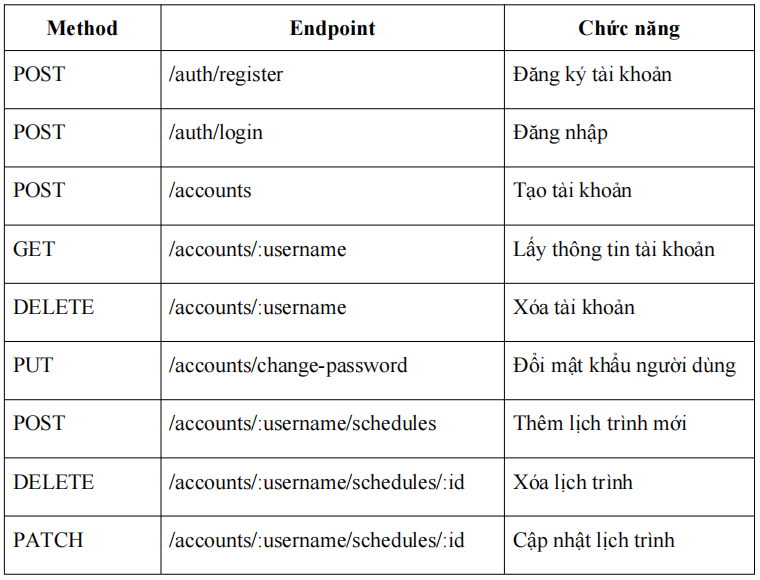 Method Endpoint Chức năng
POST /auth/register Đăng ký tài khoản
POST /auth/login Đăng nhập
POST /accounts Tạo tài khoản
GET /accounts/:username Lấy thông tin tài khoản
DELETE /accounts/:username Xóa tài khoản
PUT /accounts/change-password Đổi mật khẩu người dùng
POST /accounts/:username/schedules Thêm lịch trình mới
DELETE /accounts/:username/schedules/:id Xóa lịch trình
PATCH /accounts/:username/schedules/:id Cập nhật lịch trình